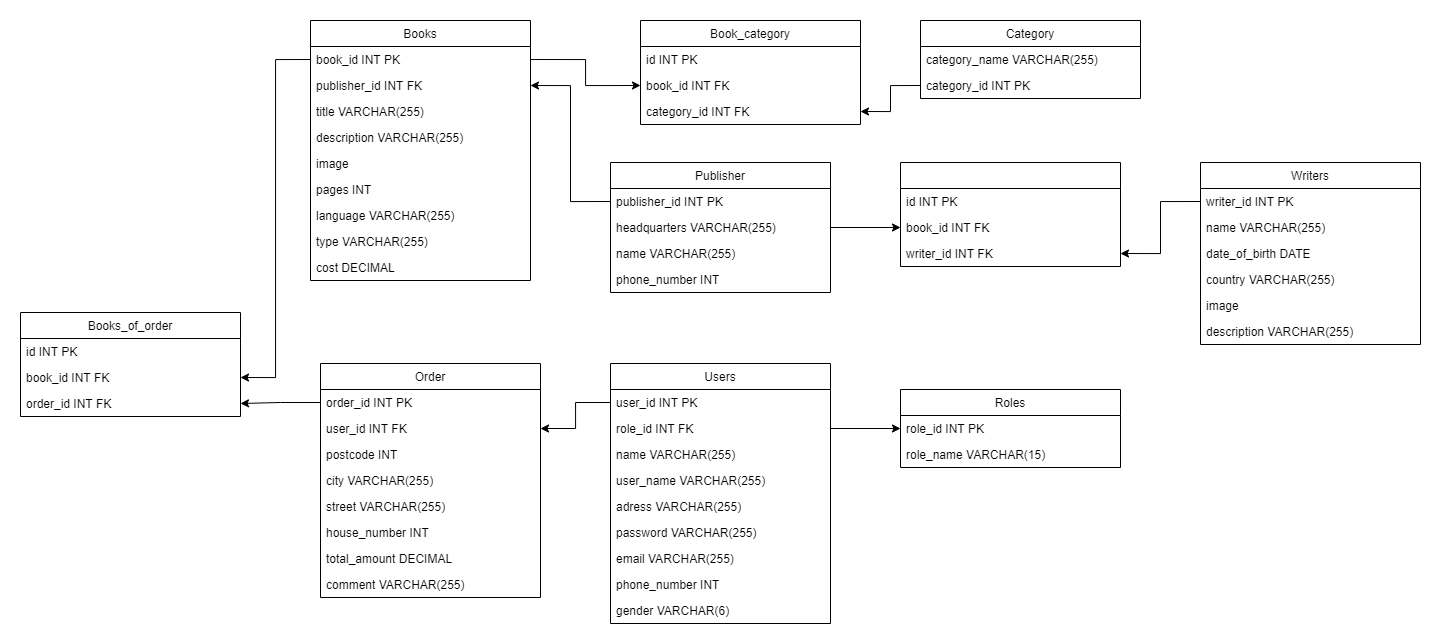 Books
book_id INT PK
publisher_id INT FK
title VARCHAR(255)
description VARCHAR(255)
image
pages INT
language VARCHAR(255)
type VARCHAR(255)
cost DECIMAL
Book_category
id INT PK
book_id INT FK
category_id INT FK
Category
category_name VARCHAR(255)
category_id INT PK
Publisher
publisher_id INT PK
headquarters VARCHAR(255)
name VARCHAR(255)
phone_number INT
id INT PK
book_id INT FK
writer_id INT FK
Writers
writer_id INT PK
name VARCHAR(255)
date_of_birth DATE
country VARCHAR(255)
image
description VARCHAR(255)
Books_of_order
id INT PK
book_id INT FK
order_id INT FK
Order
order_id INT PK
user_id INT FK
postcode INT
city VARCHAR(255)
street VARCHAR(255)
house_number INT
total_amount DECIMAL
comment VARCHAR(255)
Users
user_id INT PK
role_id INT FK
name VARCHAR(255)
user_name VARCHAR(255)
adress VARCHAR(255)
password VARCHAR(255)
email VARCHAR(255)
phone_number INT
gender VARCHAR(6)
Roles
role_id INT PK
role_name VARCHAR(15)